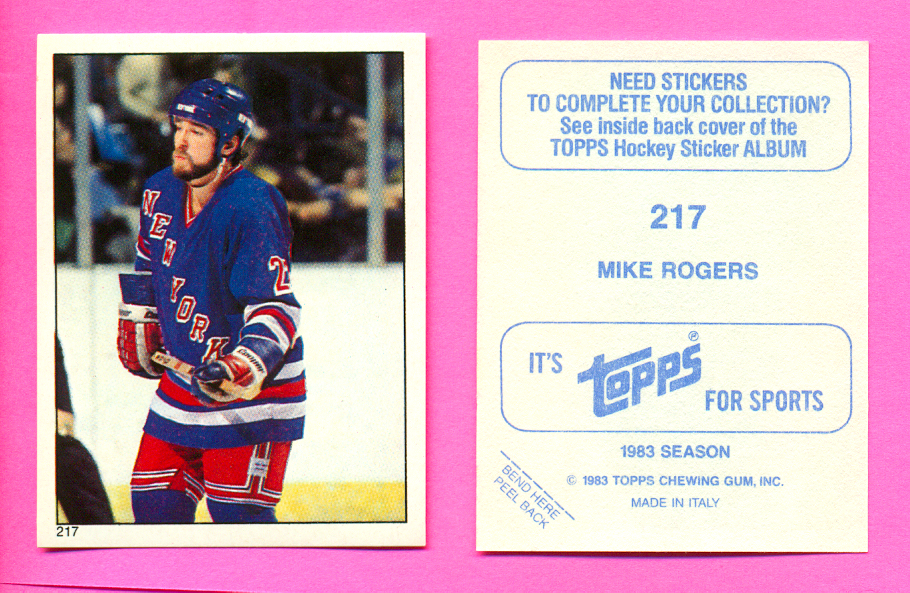 NEW YORK
2
217
NEED STICKERS
TO COMPLETE YOUR COLLECTION?
See inside back cover of the
TOPPS Hockey Sticker ALBUM
217
MIKE ROGERS
IT'S topps® FOR SPORTS
1983 SEASON
© 1983 TOPPS CHEWING GUM, INC.
MADE IN ITALY
BEND HERE
PEEL BACK